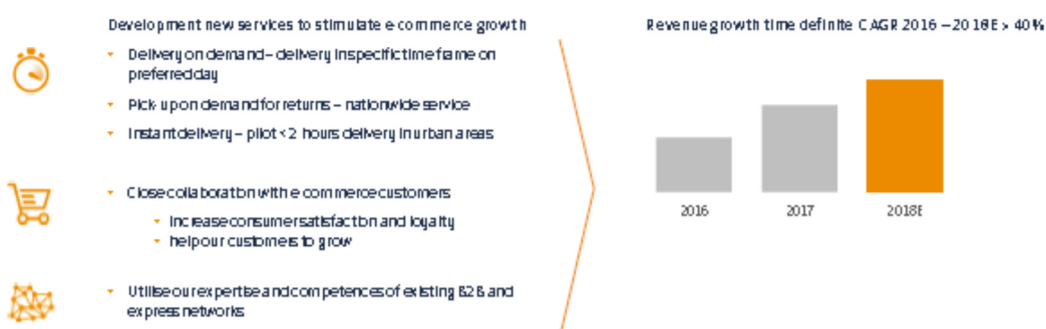 Development new services to stimulate e-commerce growth
Delivery on demand – delivery in specific time frame on
preferred day
Pick-up on demand for returns – nationwide service
Instant delivery – pilot <2 hours delivery in urban areas
Close collaboration with e-commerce customers
increase consumer satisfaction and loyalty
help our customers to grow
Utilise our expertise and competences of existing B2B and
express networks
Revenue growth time definite CAGR 2016 – 2018E > 40%
2016
2017
2018E